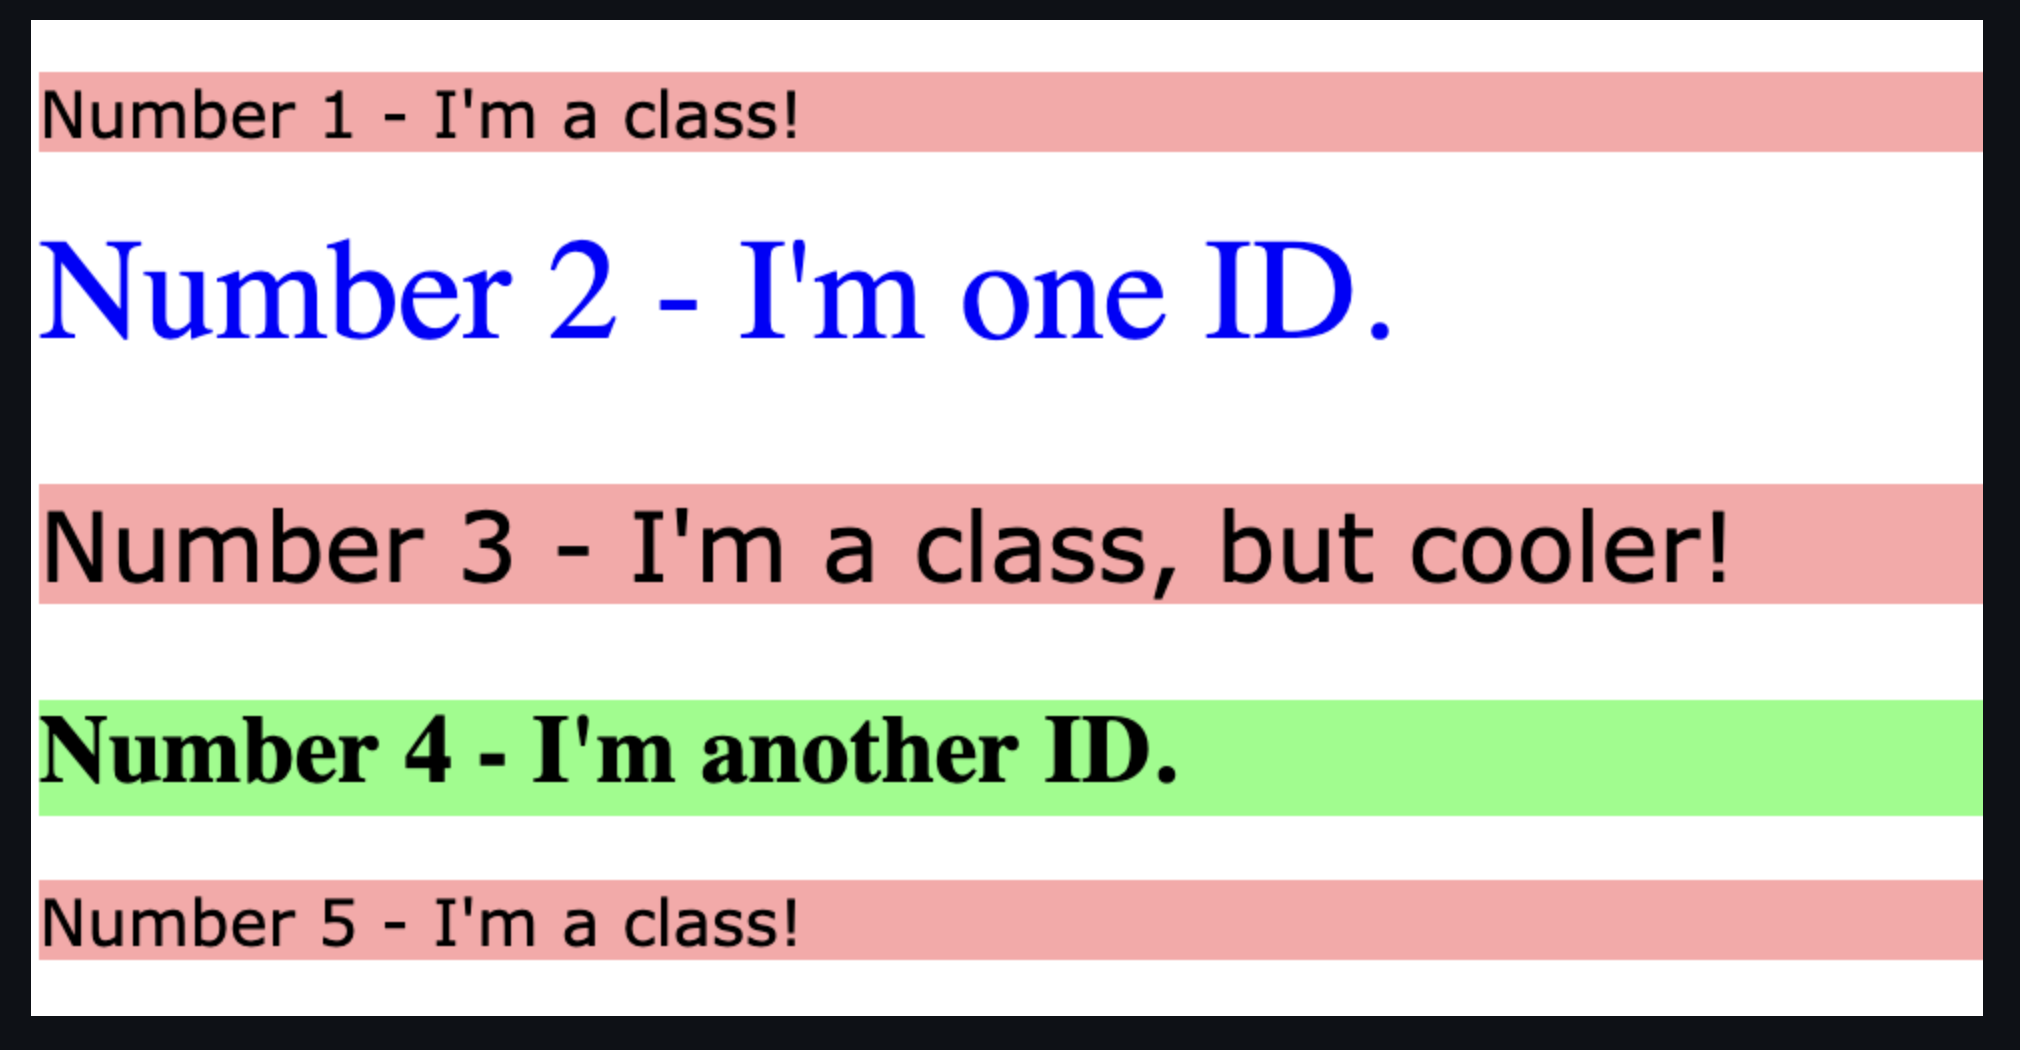 Number 1 - I'm a class!
Number 2 - I'm one ID.
Number 3 - I'm a class, but cooler!
Number 4 - I'm another ID.
Number 5 - I'm a class!